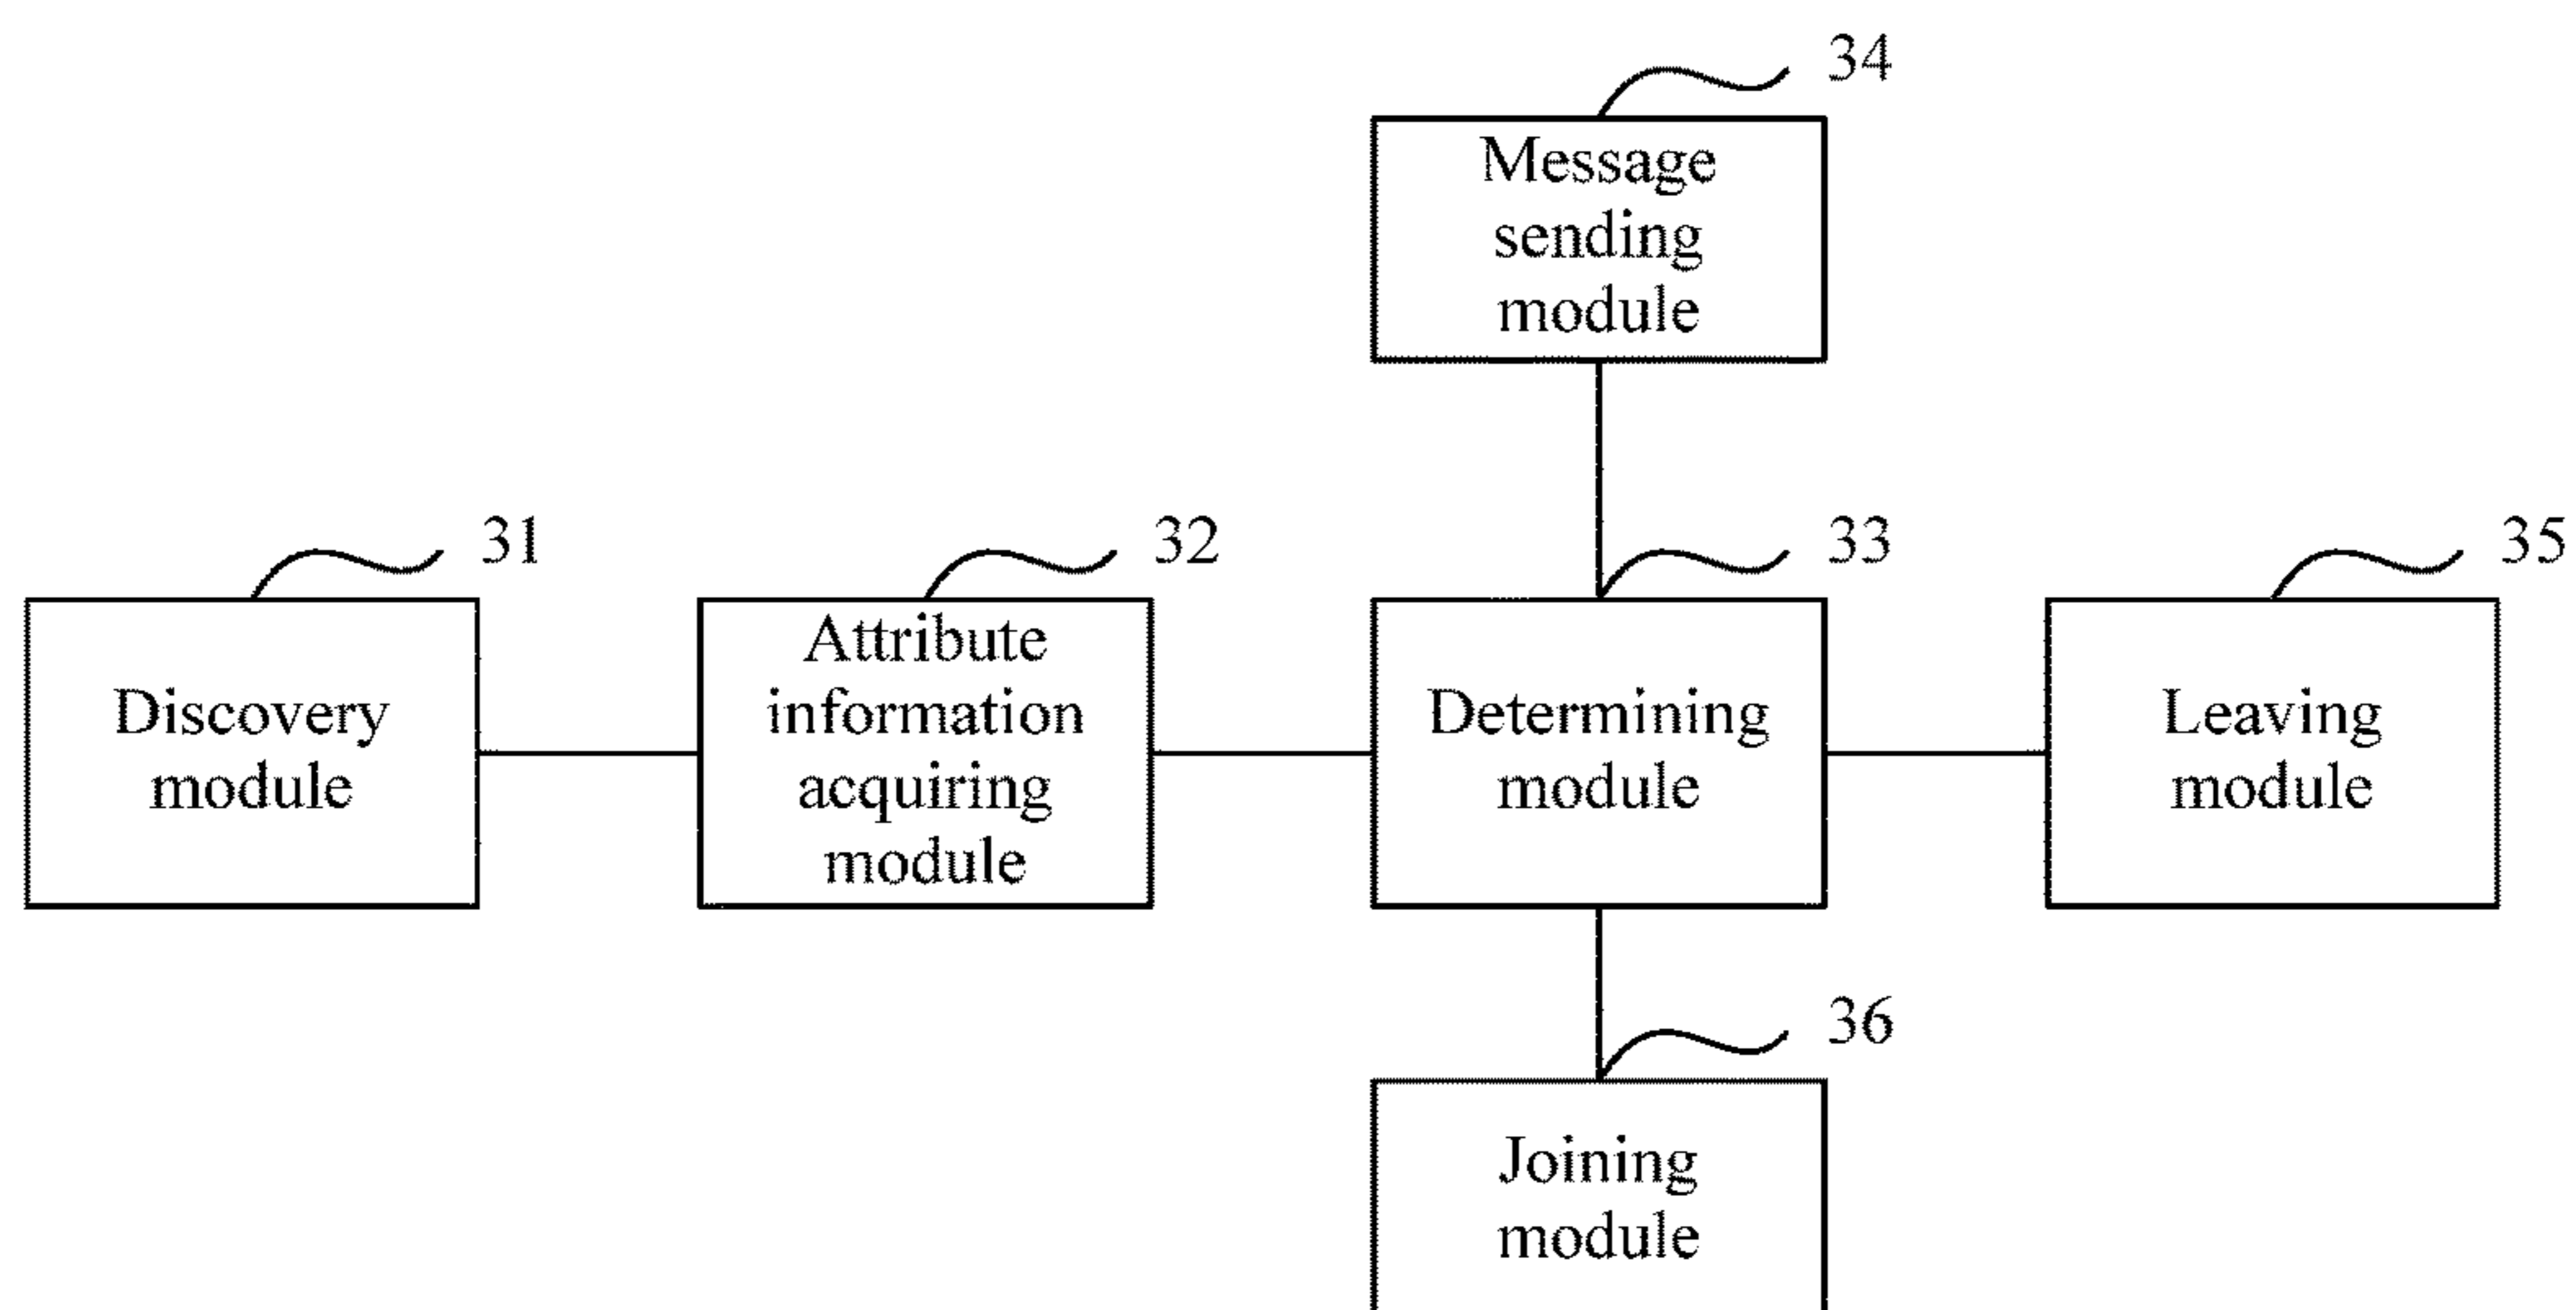 34
Message
sending
module
31
32
33
35
Discovery
module
Attribute
information
acquiring
module
Determining
module
Leaving
module
36
Joining
module